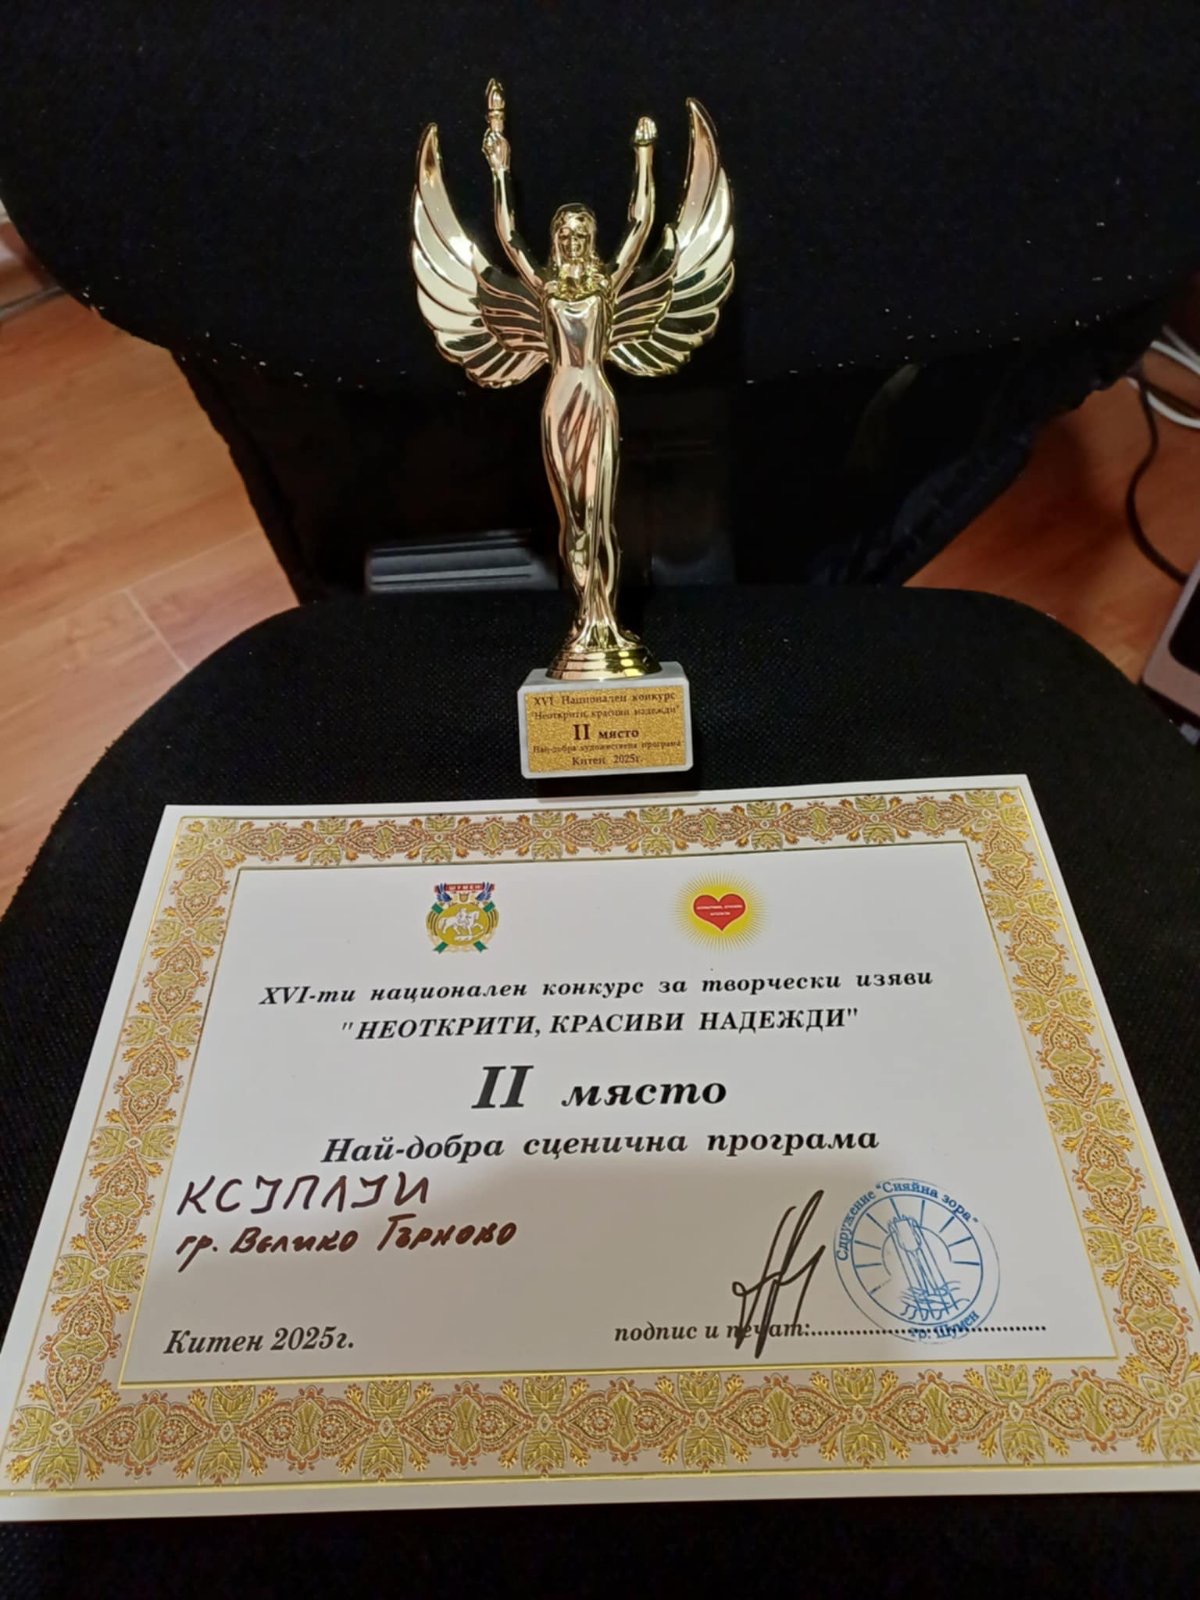 XVI Национален конкурс
"Неоткрити, красиви надежди"
II място
Най-добра художествена програма
Китен 2025г.
ШУМЕН
XVI-ти национален конкурс за творчески изяви
"НЕОТКРИТИ, КРАСИВИ НАДЕЖДИ"
II място
Най-добра сценична програма
гр. Велико Търново
Сдружение "Сияйна зора"
гр. Шумен
Китен 2025г.
подпис и печат: